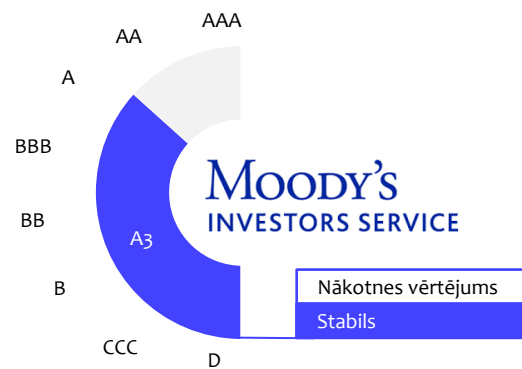 AAA
AA
A
BBB
BB
B
CCC
D
A3
MOODY'S
INVESTORS SERVICE
Nākotnes vērtējums
Stabils